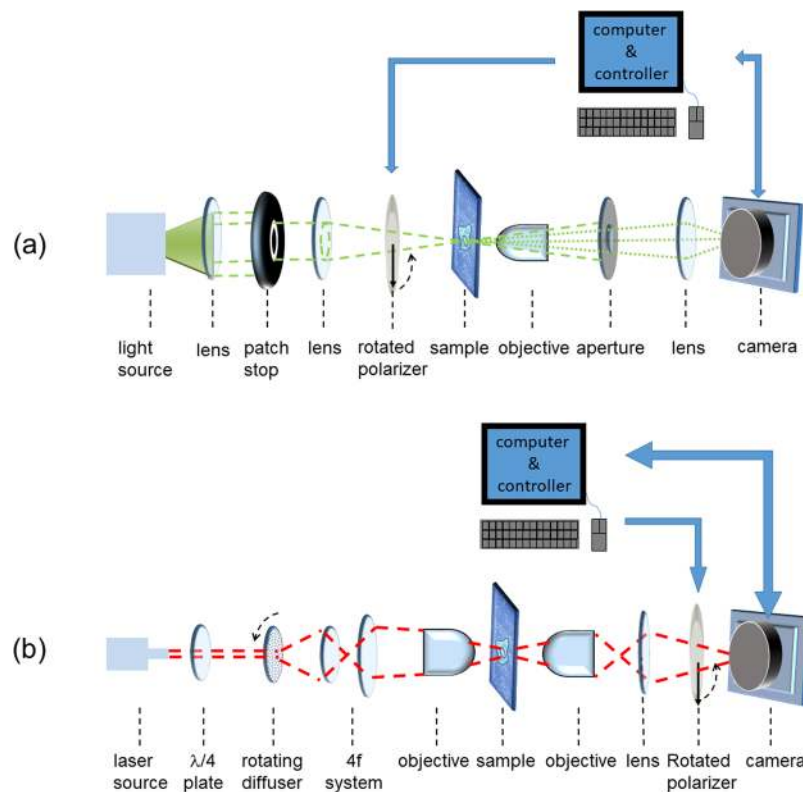 computer
&
controller
(a)
light
source
lens
patch
stop
lens
rotated
polarizer
sample
objective
aperture
lens
camera
computer
&
controller
(b)
laser
source
λ/4
plate
rotating
diffuser
4f
system
objective
sample
objective
lens
Rotated
polarizer
camera